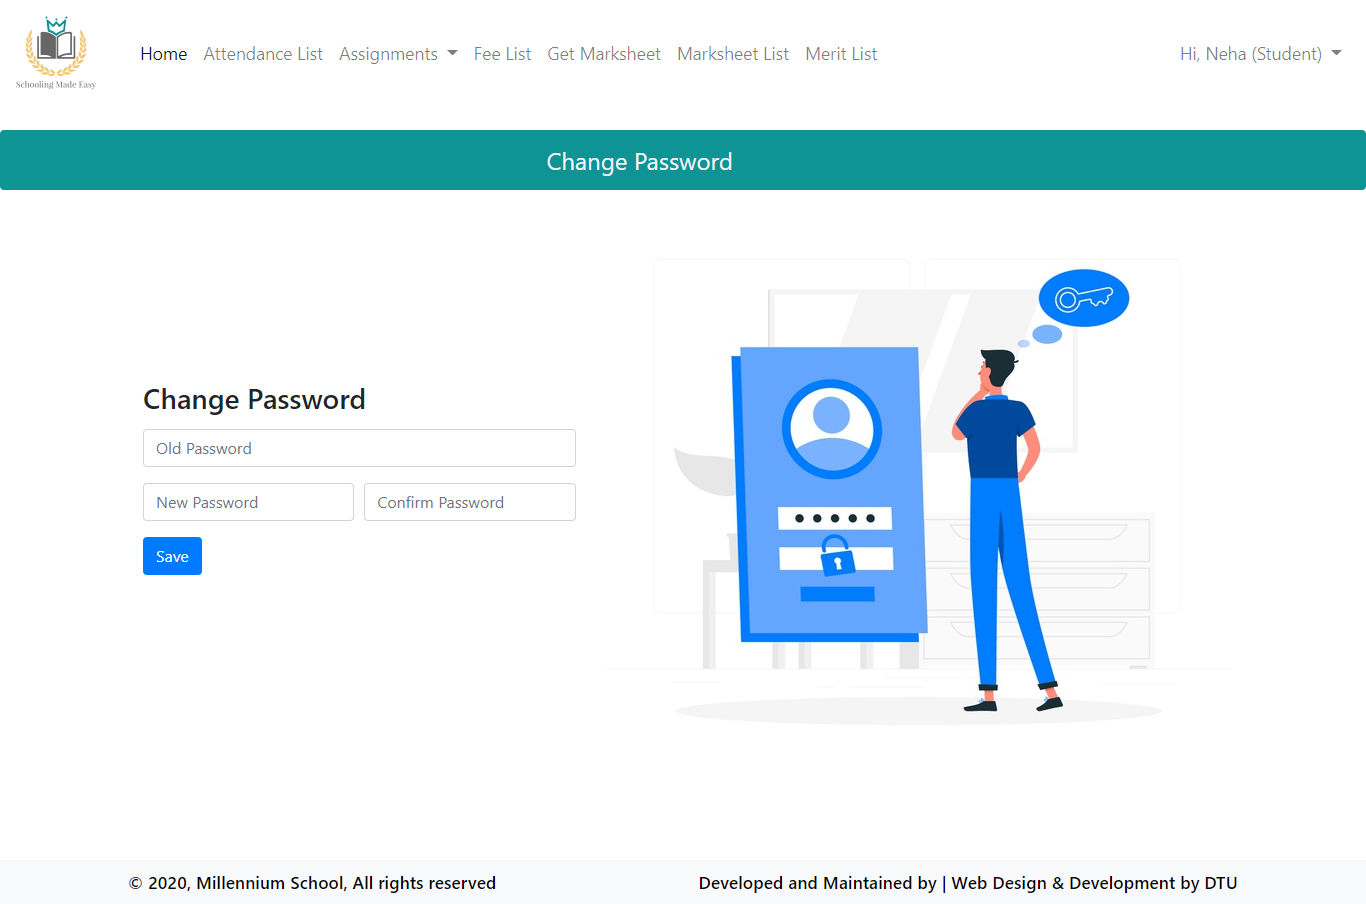 Schooling Made Easy
Home Attendance List Assignments Fee List Get Marksheet Marksheet List Merit List Hi, Neha (Student)
Change Password
Change Password
Old Password
New Password Confirm Password
Save
© 2020, Millennium School, All rights reserved Developed and Maintained by | Web Design & Development by DTU